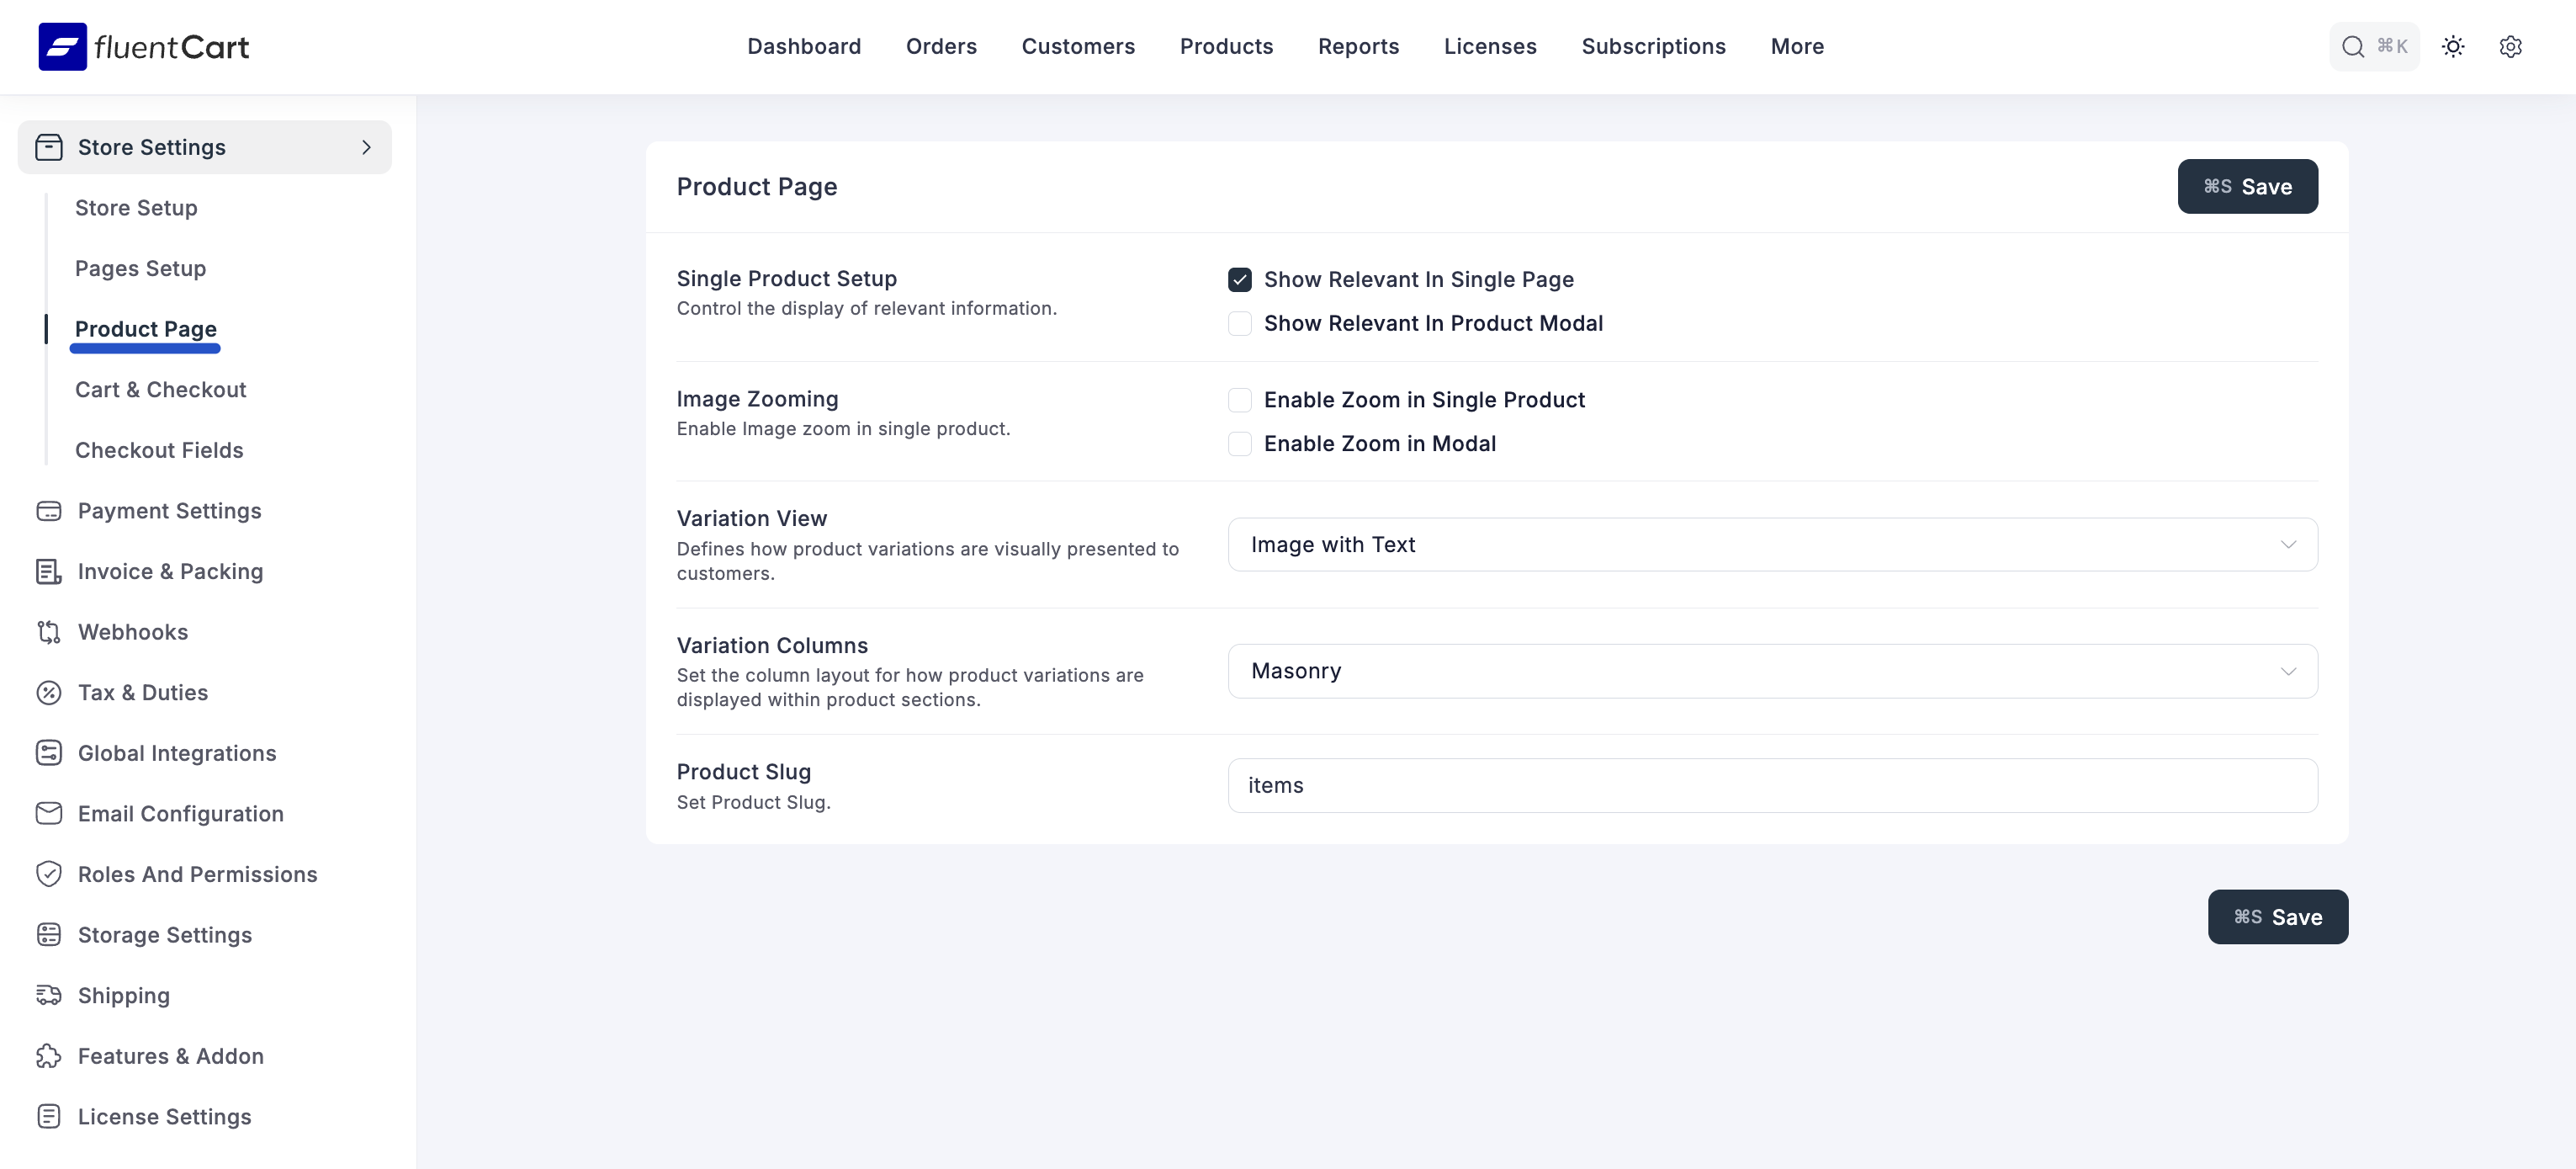 fluentCart
Dashboard
Orders
Customers
Products
Reports
Licenses
Subscriptions
More
⌘ K
Store Settings
Store Setup
Pages Setup
Product Page
Cart & Checkout
Checkout Fields
Payment Settings
Invoice & Packing
Webhooks
Tax & Duties
Global Integrations
Email Configuration
Roles And Permissions
Storage Settings
Shipping
Features & Addon
License Settings
Product Page
⌘S Save
Single Product Setup
Control the display of relevant information.
Show Relevant In Single Page
Show Relevant In Product Modal
Image Zooming
Enable Image zoom in single product.
Enable Zoom in Single Product
Enable Zoom in Modal
Variation View
Defines how product variations are visually presented to
customers.
Image with Text
Variation Columns
Set the column layout for how product variations are
displayed within product sections.
Masonry
Product Slug
Set Product Slug.
items
⌘S Save